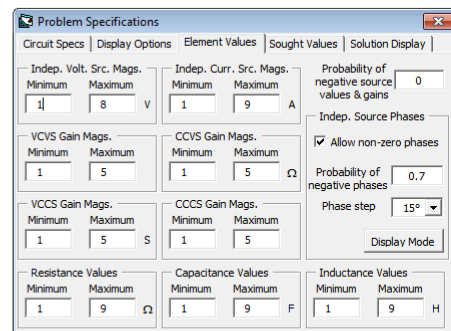 Problem Specifications
Circuit Specs Display Options Element Values Sought Values Solution Display
Indep. Volt. Src. Mags.
Minimum Maximum
1 8 V
Indep. Curr. Src. Mags.
Minimum Maximum
1 9 A
Probability of
negative source
values & gains
0
VCVS Gain Mags.
Minimum Maximum
1 5
CCVS Gain Mags.
Minimum Maximum
1 5 Ω
Indep. Source Phases
Allow non-zero phases
Probability of
negative phases
0.7
Phase step 15°
Display Mode
VCCS Gain Mags.
Minimum Maximum
1 5 S
CCCS Gain Mags.
Minimum Maximum
1 5
Resistance Values
Minimum Maximum
1 9 Ω
Capacitance Values
Minimum Maximum
1 9 F
Inductance Values
Minimum Maximum
1 9 H